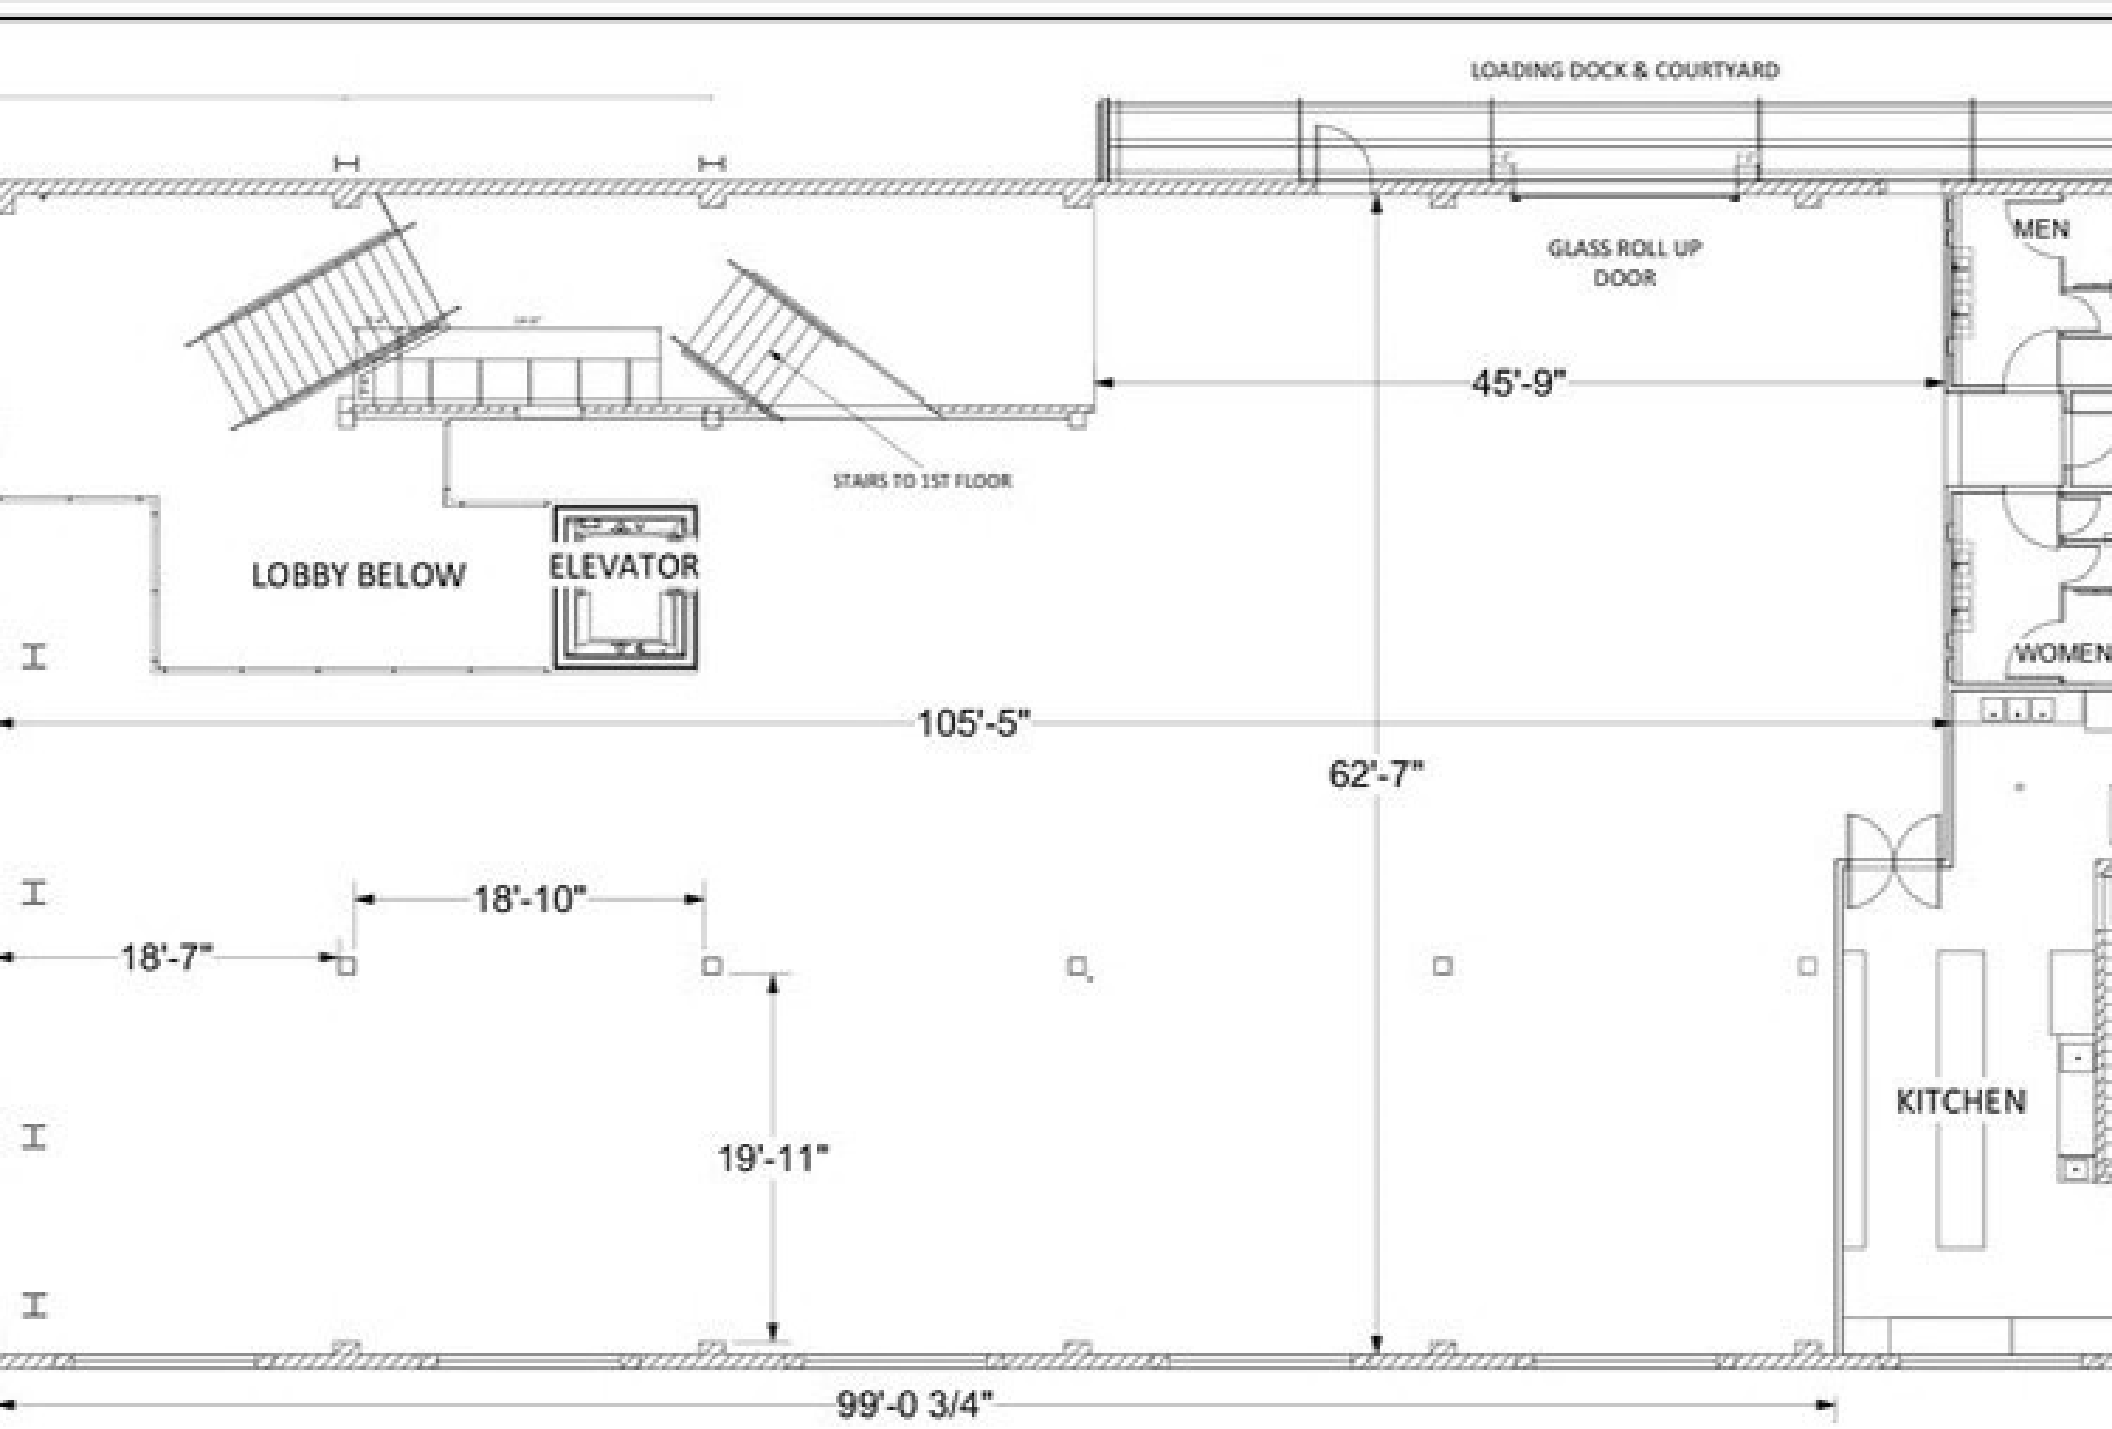 LOADING DOCK & COURTYARD
MEN
GLASS ROLL UP
DOOR
45'-9"
STAIRS TO 1ST FLOOR
LOBBY BELOW
ELEVATOR
WOMEN
105'-5"
62'-7"
18'-10"
18'-7"
KITCHEN
19'-11"
99'-0 3/4"